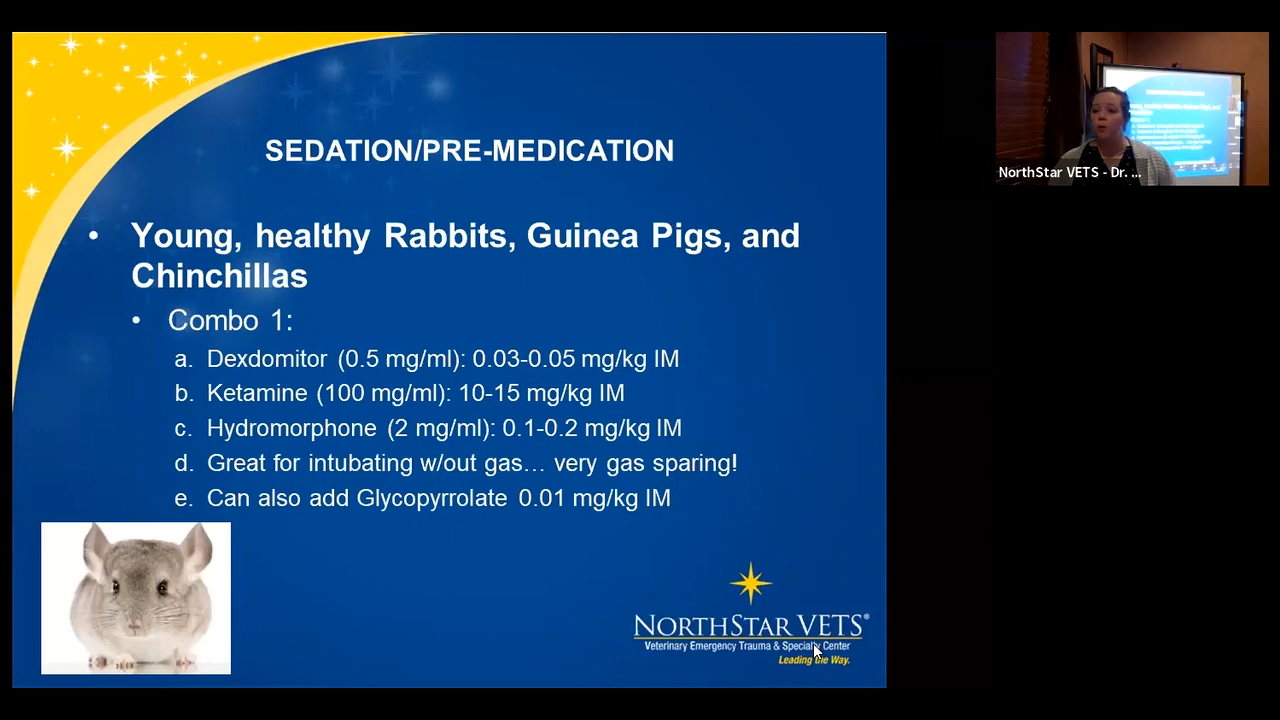 SEDATION/PRE-MEDICATION
• Young, healthy Rabbits, Guinea Pigs, and
Chinchillas
• Combo 1:
a. Dexdomitor (0.5 mg/ml): 0.03-0.05 mg/kg IM
b. Ketamine (100 mg/ml): 10-15 mg/kg IM
c. Hydromorphone (2 mg/ml): 0.1-0.2 mg/kg IM
d. Great for intubating w/out gas… very gas sparing!
e. Can also add Glycopyrrolate 0.01 mg/kg IM
NORTHSTAR VETS®
Veterinary Emergency Trauma & Specialty Center
Leading the Way.
NorthStar VETS - Dr. ...